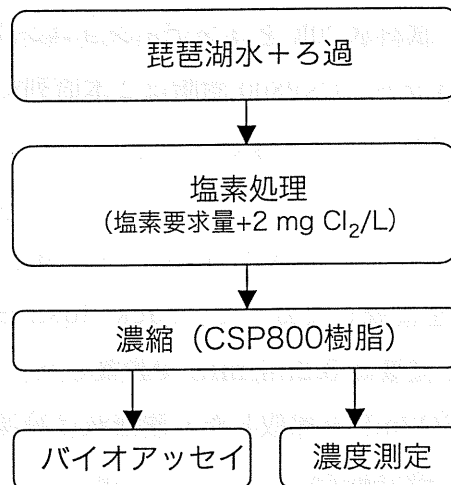 琵琶湖水＋ろ過
塩素処理
（塩素要求量+2 mg Cl₂/L）
濃縮（CSP800樹脂）
バイオアッセイ
濃度測定